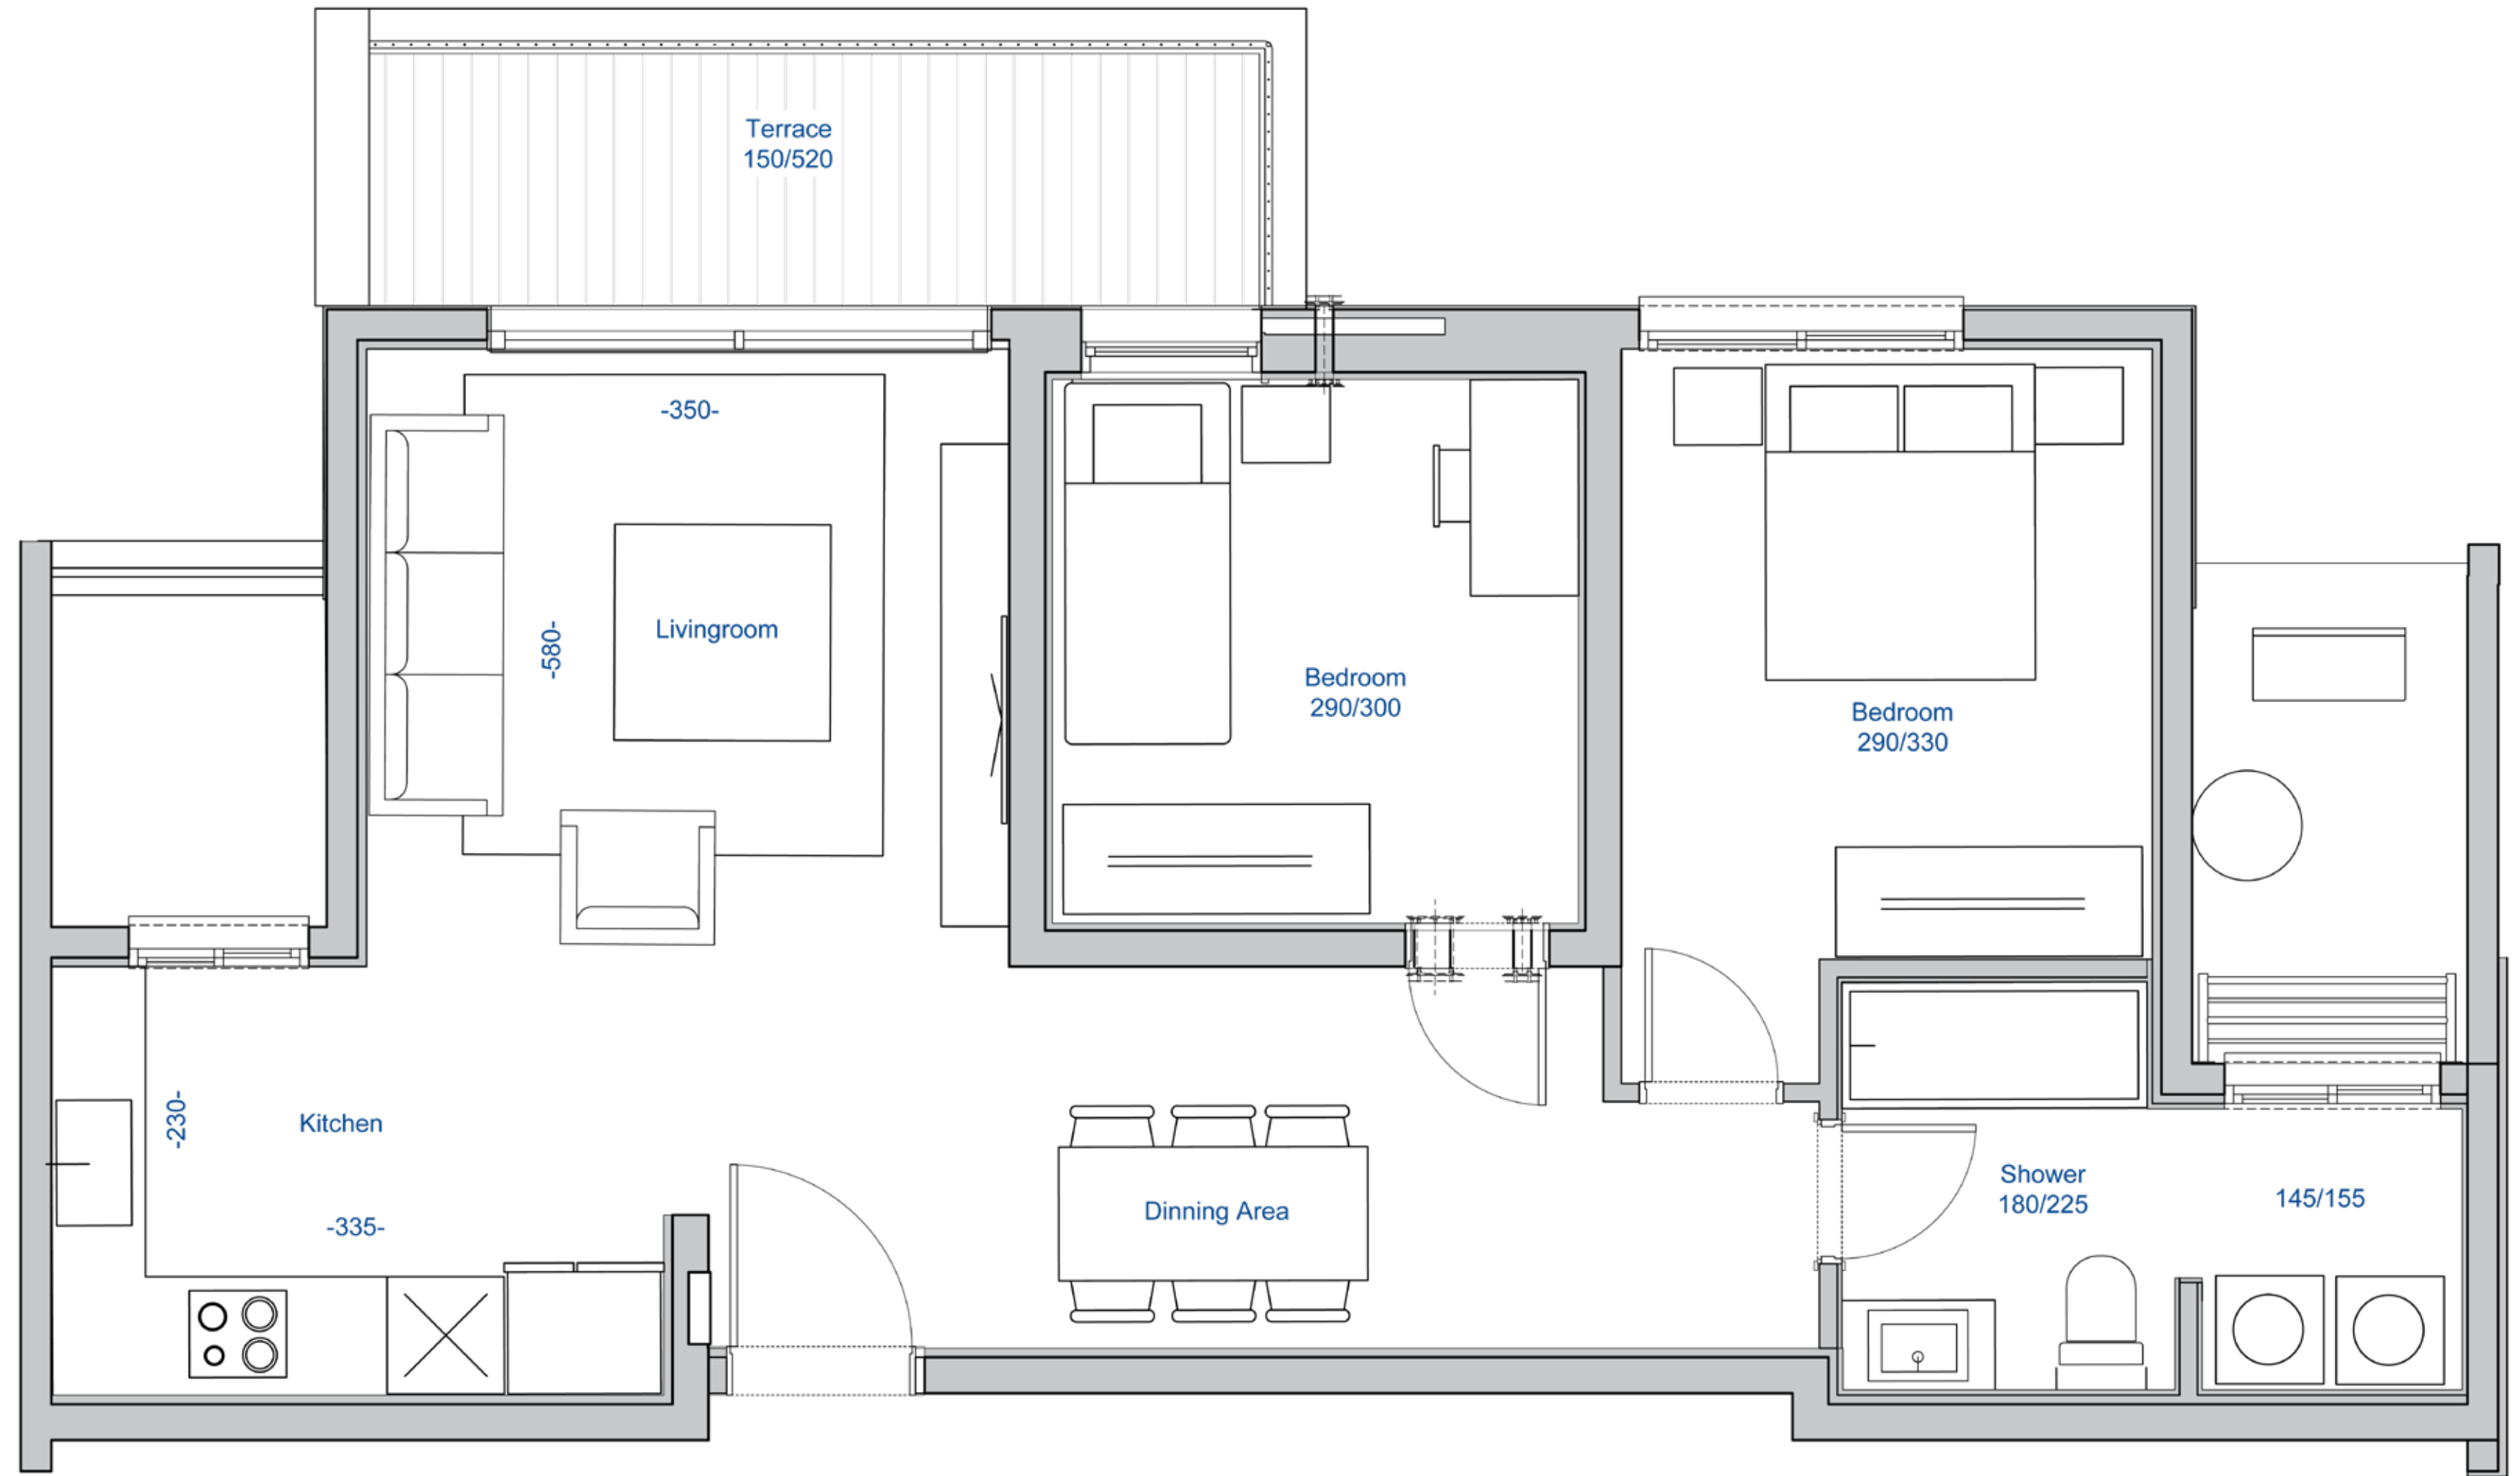 Terrace
150/520
-350-
-580-
Livingroom
Bedroom
290/300
Bedroom
290/330
-230-
Kitchen
-335-
Dinning Area
Shower
180/225
145/155